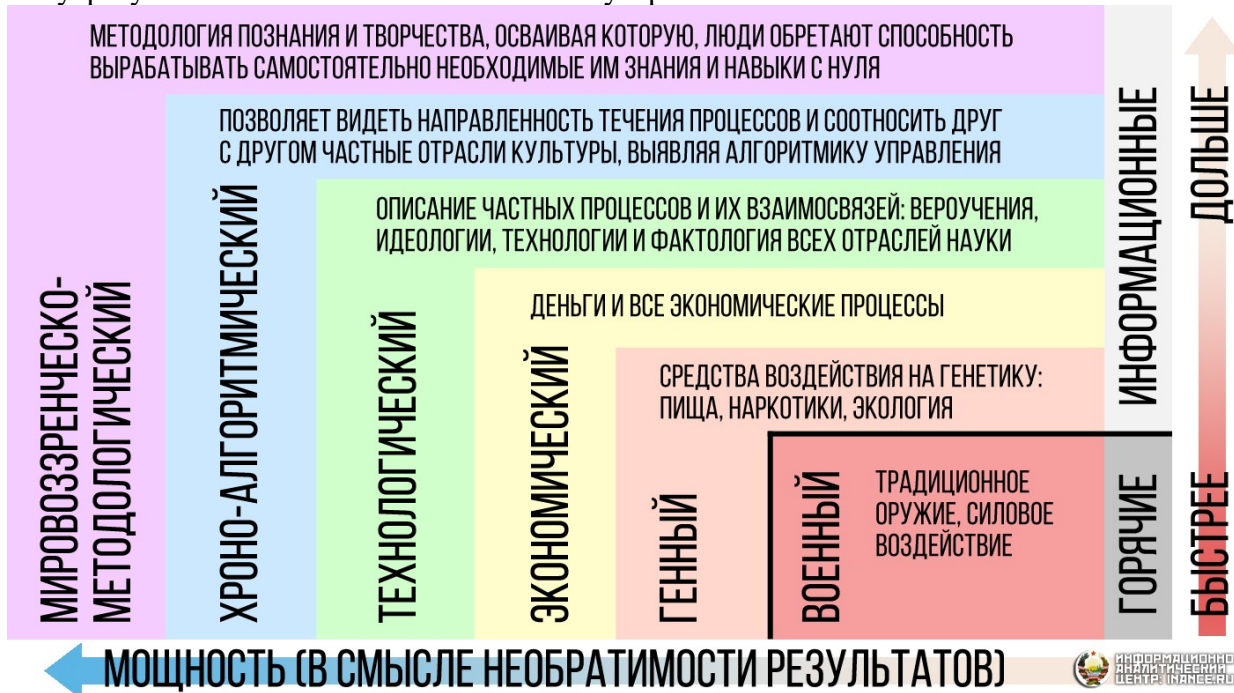 МЕТОДОЛОГИЯ ПОЗНАНИЯ И ТВОРЧЕСТВА, ОСВАИВАЯ КОТОРУЮ, ЛЮДИ ОБРЕТАЮТ СПОСОБНОСТЬ
ВЫРАБАТЫВАТЬ САМОСТОЯТЕЛЬНО НЕОБХОДИМЫЕ ИМ ЗНАНИЯ И НАВЫКИ С НУЛЯ
ПОЗВОЛЯЕТ ВИДЕТЬ НАПРАВЛЕННОСТЬ ТЕЧЕНИЯ ПРОЦЕССОВ И СООТНОСИТЬ ДРУГ
С ДРУГОМ ЧАСТНЫЕ ОТРАСЛИ КУЛЬТУРЫ, ВЫЯВЛЯЯ АЛГОРИТМИКУ УПРАВЛЕНИЯ
ОПИСАНИЕ ЧАСТНЫХ ПРОЦЕССОВ И ИХ ВЗАИМОСВЯЗЕЙ: ВЕРОУЧЕНИЯ,
ИДЕОЛОГИИ, ТЕХНОЛОГИИ И ФАКТОЛОГИЯ ВСЕХ ОТРАСЛЕЙ НАУКИ
ДЕНЬГИ И ВСЕ ЭКОНОМИЧЕСКИЕ ПРОЦЕССЫ
СРЕДСТВА ВОЗДЕЙСТВИЯ НА ГЕНЕТИКУ:
ПИЩА, НАРКОТИКИ, ЭКОЛОГИЯ
ТРАДИЦИОННОЕ
ОРУЖИЕ, СИЛОВОЕ
ВОЗДЕЙСТВИЕ
МИРОВОЗЗРЕНЧЕСКО-
МЕТОДОЛОГИЧЕСКИЙ
ХРОНО-АЛГОРИТМИЧЕСКИЙ
ТЕХНОЛОГИЧЕСКИЙ
ЭКОНОМИЧЕСКИЙ
ГЕННЫЙ
ВОЕННЫЙ
ИНФОРМАЦИОННЫЕ
ГОРЯЧИЕ
ДОЛЬШЕ
БЫСТРЕЕ
МОЩНОСТЬ (В СМЫСЛЕ НЕОБРАТИМОСТИ РЕЗУЛЬТАТОВ)
ИНФОРМАЦИОННО
АНАЛИТИЧЕСКИЙ
ЦЕНТР: INANCE.RU